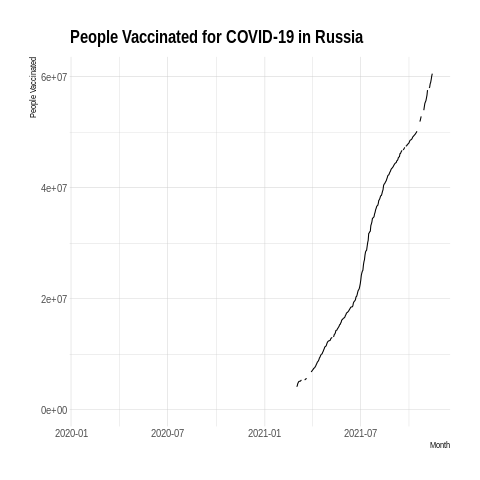 People Vaccinated for COVID-19 in Russia
People Vaccinated
6e+07
4e+07
2e+07
0e+00
2020-01 2020-07 2021-01 2021-07
Month